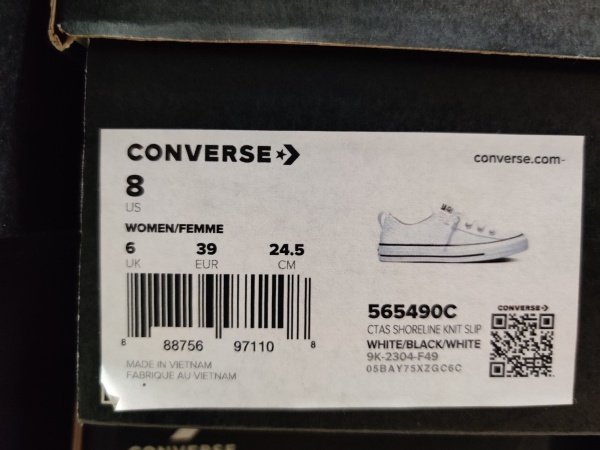 CONVERSE
converse.com-
8
US
WOMEN/FEMME
6 39 24.5
UK EUR CM
8 88756 97110 8
MADE IN VIETNAM
FABRIQUE AU VIETNAM
565490C
CTAS SHORELINE KNIT SLIP
WHITE/BLACK/WHITE
9K-2304-F49
05BAY75XZGC6C
CONVERSE
CONVERSE